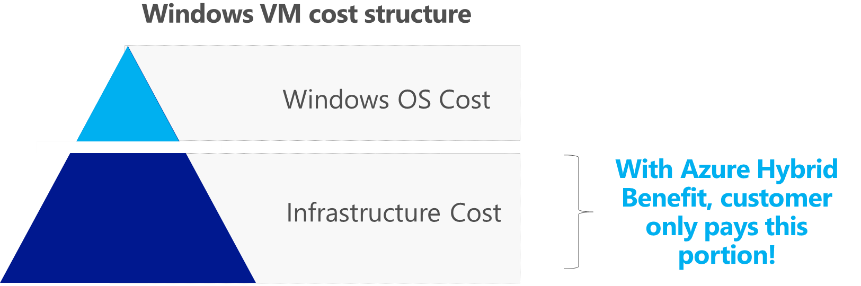 Windows VM cost structure
Windows OS Cost
Infrastructure Cost
With Azure Hybrid
Benefit, customer
only pays this
portion!